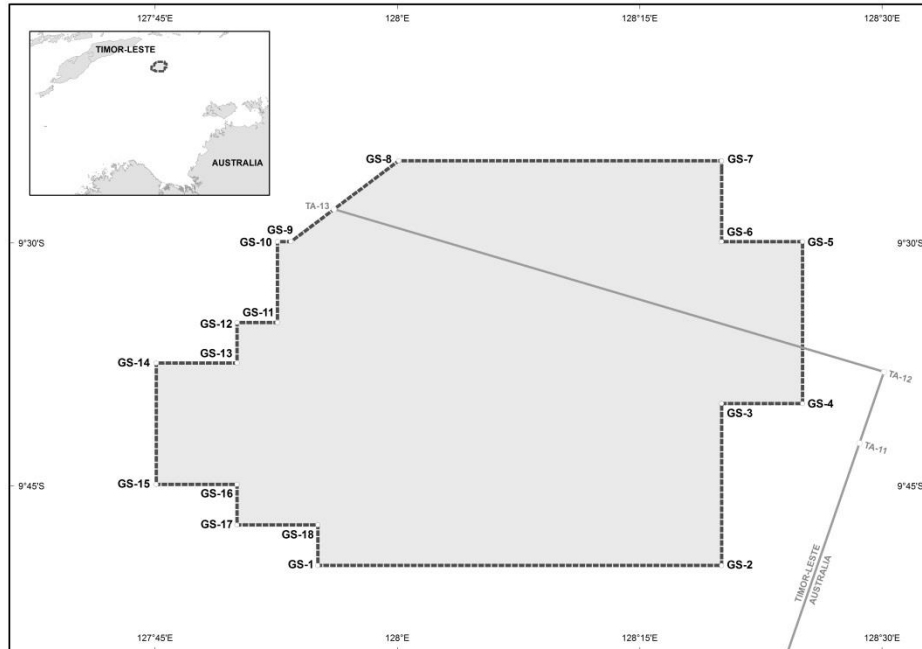 127°45'E
128°E
128°15'E
128°30'E
TIMOR-LESTE
AUSTRALIA
GS-8
GS-7
TA-13
GS-9
9°30'S
GS-10
GS-6
GS-5
9°30'S
GS-11
GS-12
GS-13
GS-14
TA-12
GS-3
GS-4
TA-11
GS-15
GS-16
9°45'S
9°45'S
GS-17
GS-18
GS-1
GS-2
TIMOR-LESTE
AUSTRALIA
127°45'E
128°E
128°15'E
128°30'E